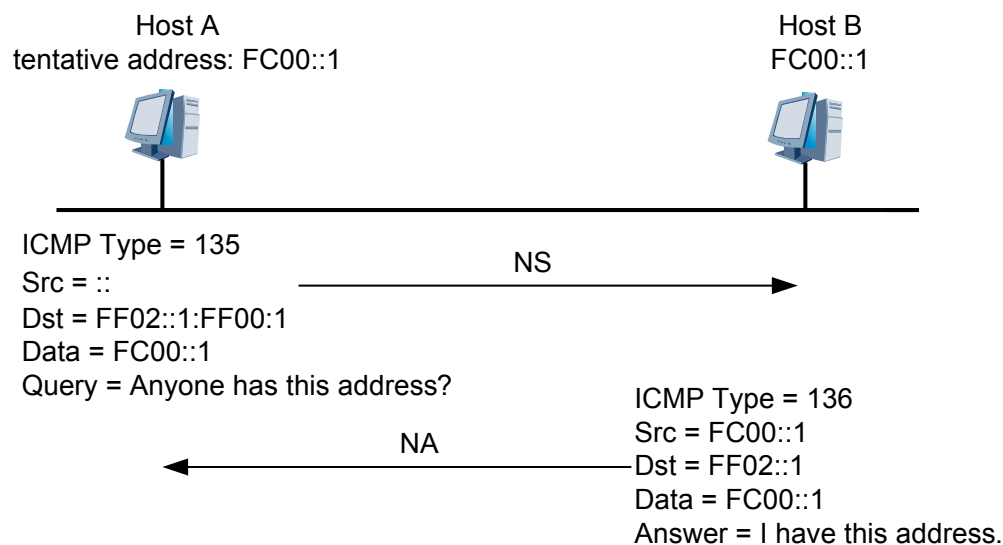 Host A
tentative address: FC00::1
Host B
FC00::1
ICMP Type = 135
Src = ::
Dst = FF02::1:FF00:1
Data = FC00::1
Query = Anyone has this address?
NS
ICMP Type = 136
Src = FC00::1
Dst = FF02::1
Data = FC00::1
Answer = I have this address.
NA